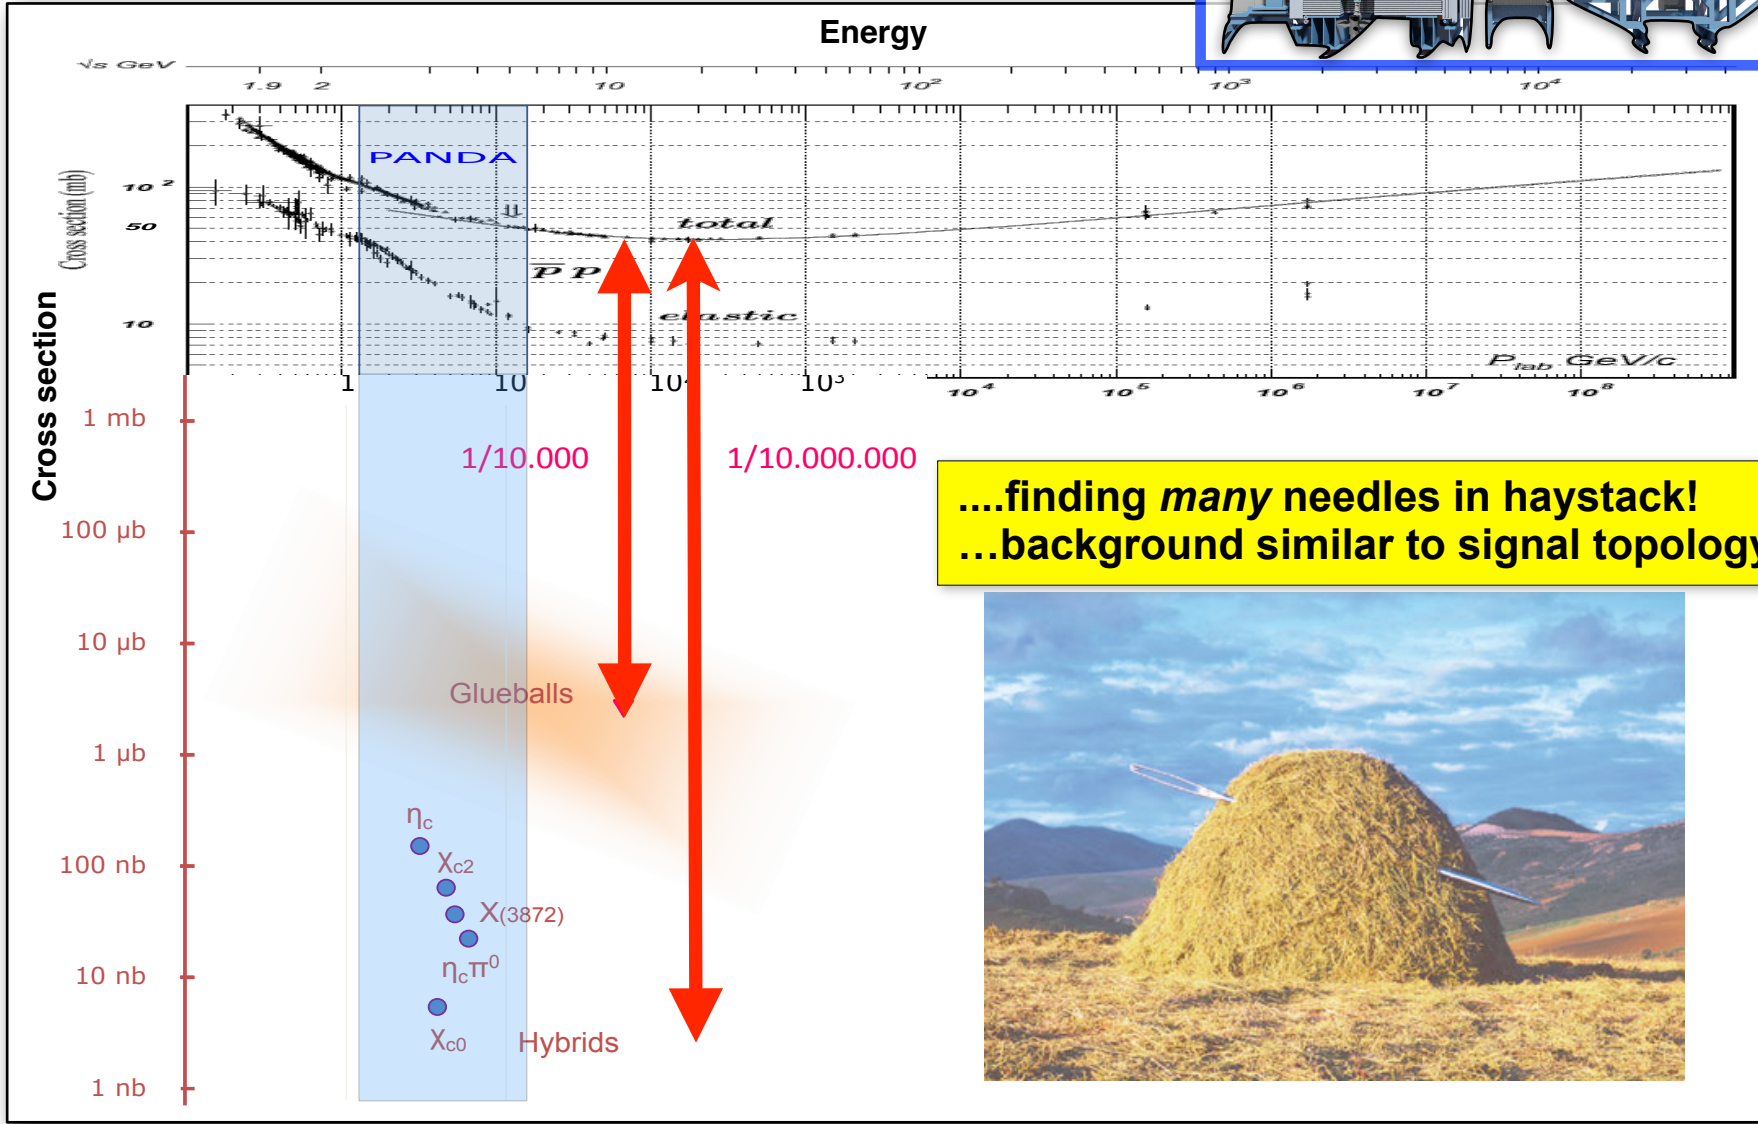 Energy
√s GeV
1.9 2 10 10² 10³ 10⁴
PANDA
Cross section (mb)
10²
50
10
total
p̄p
elastic
P_lab GeV/c
1 10 10² 10³ 10⁴ 10⁵ 10⁶ 10⁷ 10⁸
Cross section
1 mb
100 µb
10 µb
1 µb
100 nb
10 nb
1 nb
1/10.000 1/10.000.000
....finding many needles in haystack!
...background similar to signal topology
Glueballs
ηc
χc2
X(3872)
ηcπ⁰
χc0
Hybrids